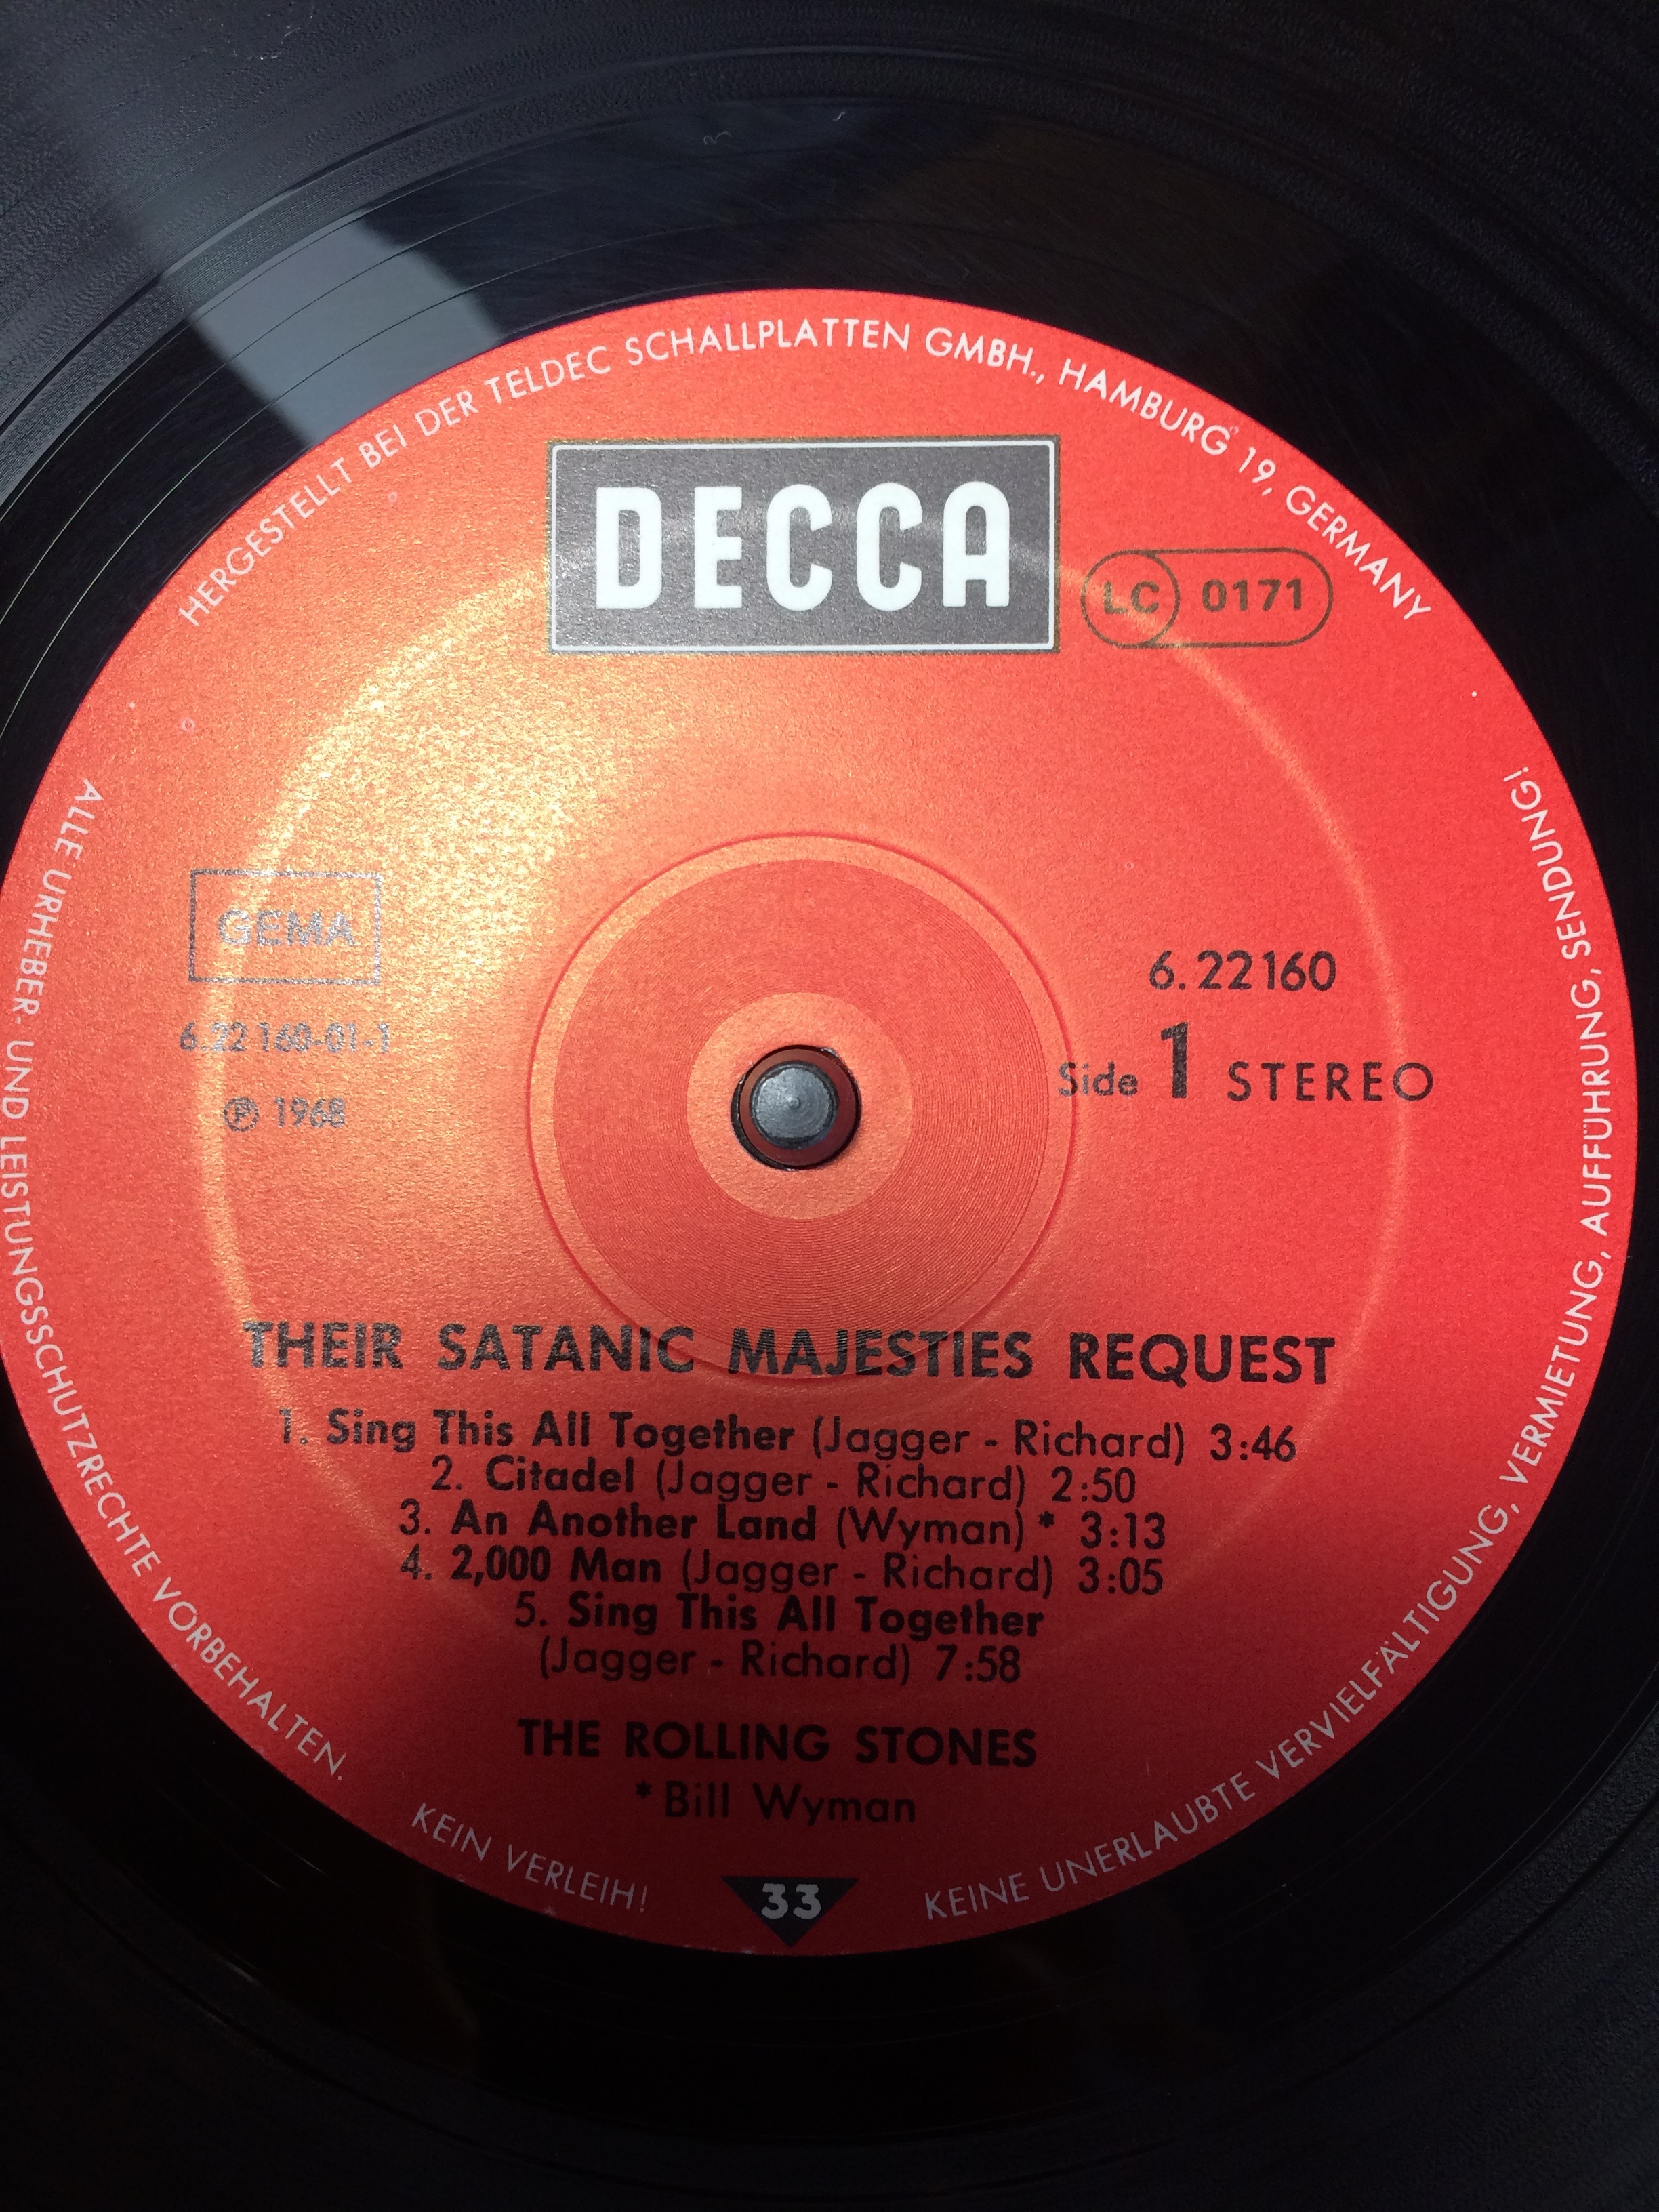 HERGESTELLT BEI DER TELDEC SCHALLPLATTEN GMBH., HAMBURG 19, GERMANY
DECCA
LC 0171
GEMA
6.22160
6.22 160-01-1
Side 1 STEREO
℗ 1968
THEIR SATANIC MAJESTIES REQUEST
1. Sing This All Together (Jagger - Richard) 3:46
2. Citadel (Jagger - Richard) 2:50
3. An Another Land (Wyman) * 3:13
4. 2,000 Man (Jagger - Richard) 3:05
5. Sing This All Together
(Jagger - Richard) 7:58
THE ROLLING STONES
* Bill Wyman
33
ALLE URHEBER- UND LEISTUNGSSCHUTZRECHTE VORBEHALTEN.
KEIN VERLEIH!
KEINE UNERLAUBTE VERVIELFÄLTIGUNG, VERMIETUNG, AUFFÜHRUNG, SENDUNG!